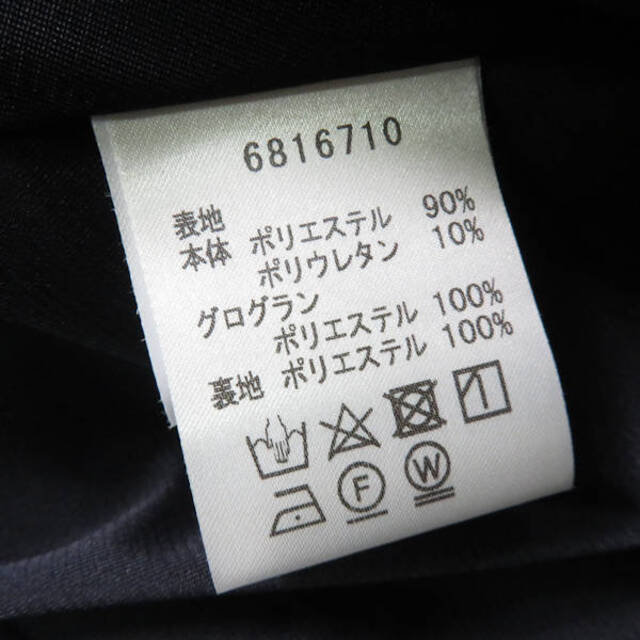 6816710
表地
本体 ポリエステル 90%
ポリウレタン 10%
グログラン
ポリエステル 100%
裏地 ポリエステル 100%
F
W